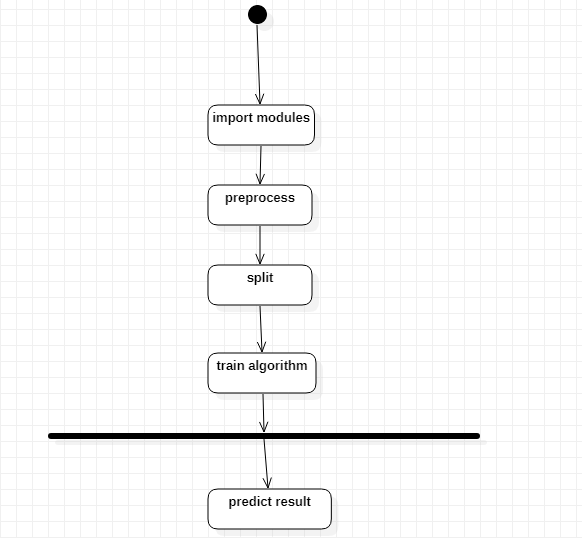 import modules
preprocess
split
train algorithm
predict result